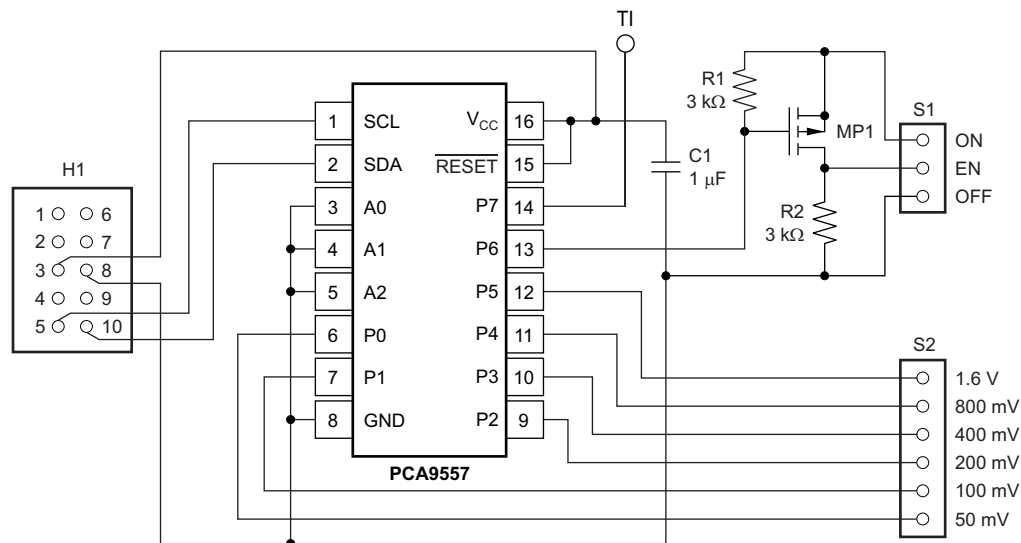 TI
H1
1 6
2 7
3 8
4 9
5 10
1 SCL
2 SDA
3 A0
4 A1
5 A2
6 P0
7 P1
8 GND
V_CC 16
RESET 15
P7 14
P6 13
P5 12
P4 11
P3 10
P2 9
PCA9557
C1
1 μF
R1
3 kΩ
MP1
R2
3 kΩ
S1
ON
EN
OFF
S2
1.6 V
800 mV
400 mV
200 mV
100 mV
50 mV